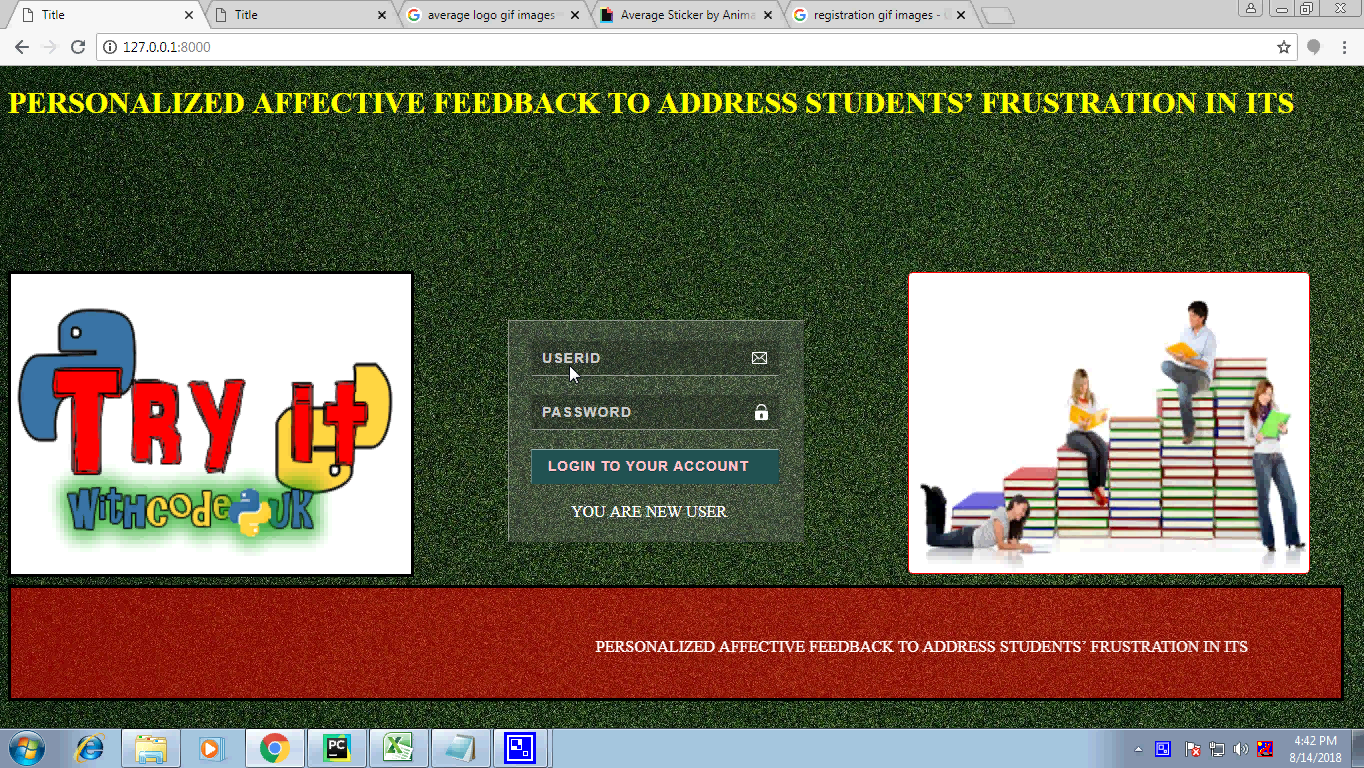 Title
Title
average logo gif images -
Average Sticker by Anima
registration gif images -
127.0.0.1:8000
PERSONALIZED AFFECTIVE FEEDBACK TO ADDRESS STUDENTS’ FRUSTRATION IN ITS
Try it
WithCode UK
USERID
PASSWORD
LOGIN TO YOUR ACCOUNT
YOU ARE NEW USER
PERSONALIZED AFFECTIVE FEEDBACK TO ADDRESS STUDENTS´ FRUSTRATION IN ITS
PC
4:42 PM
8/14/2018